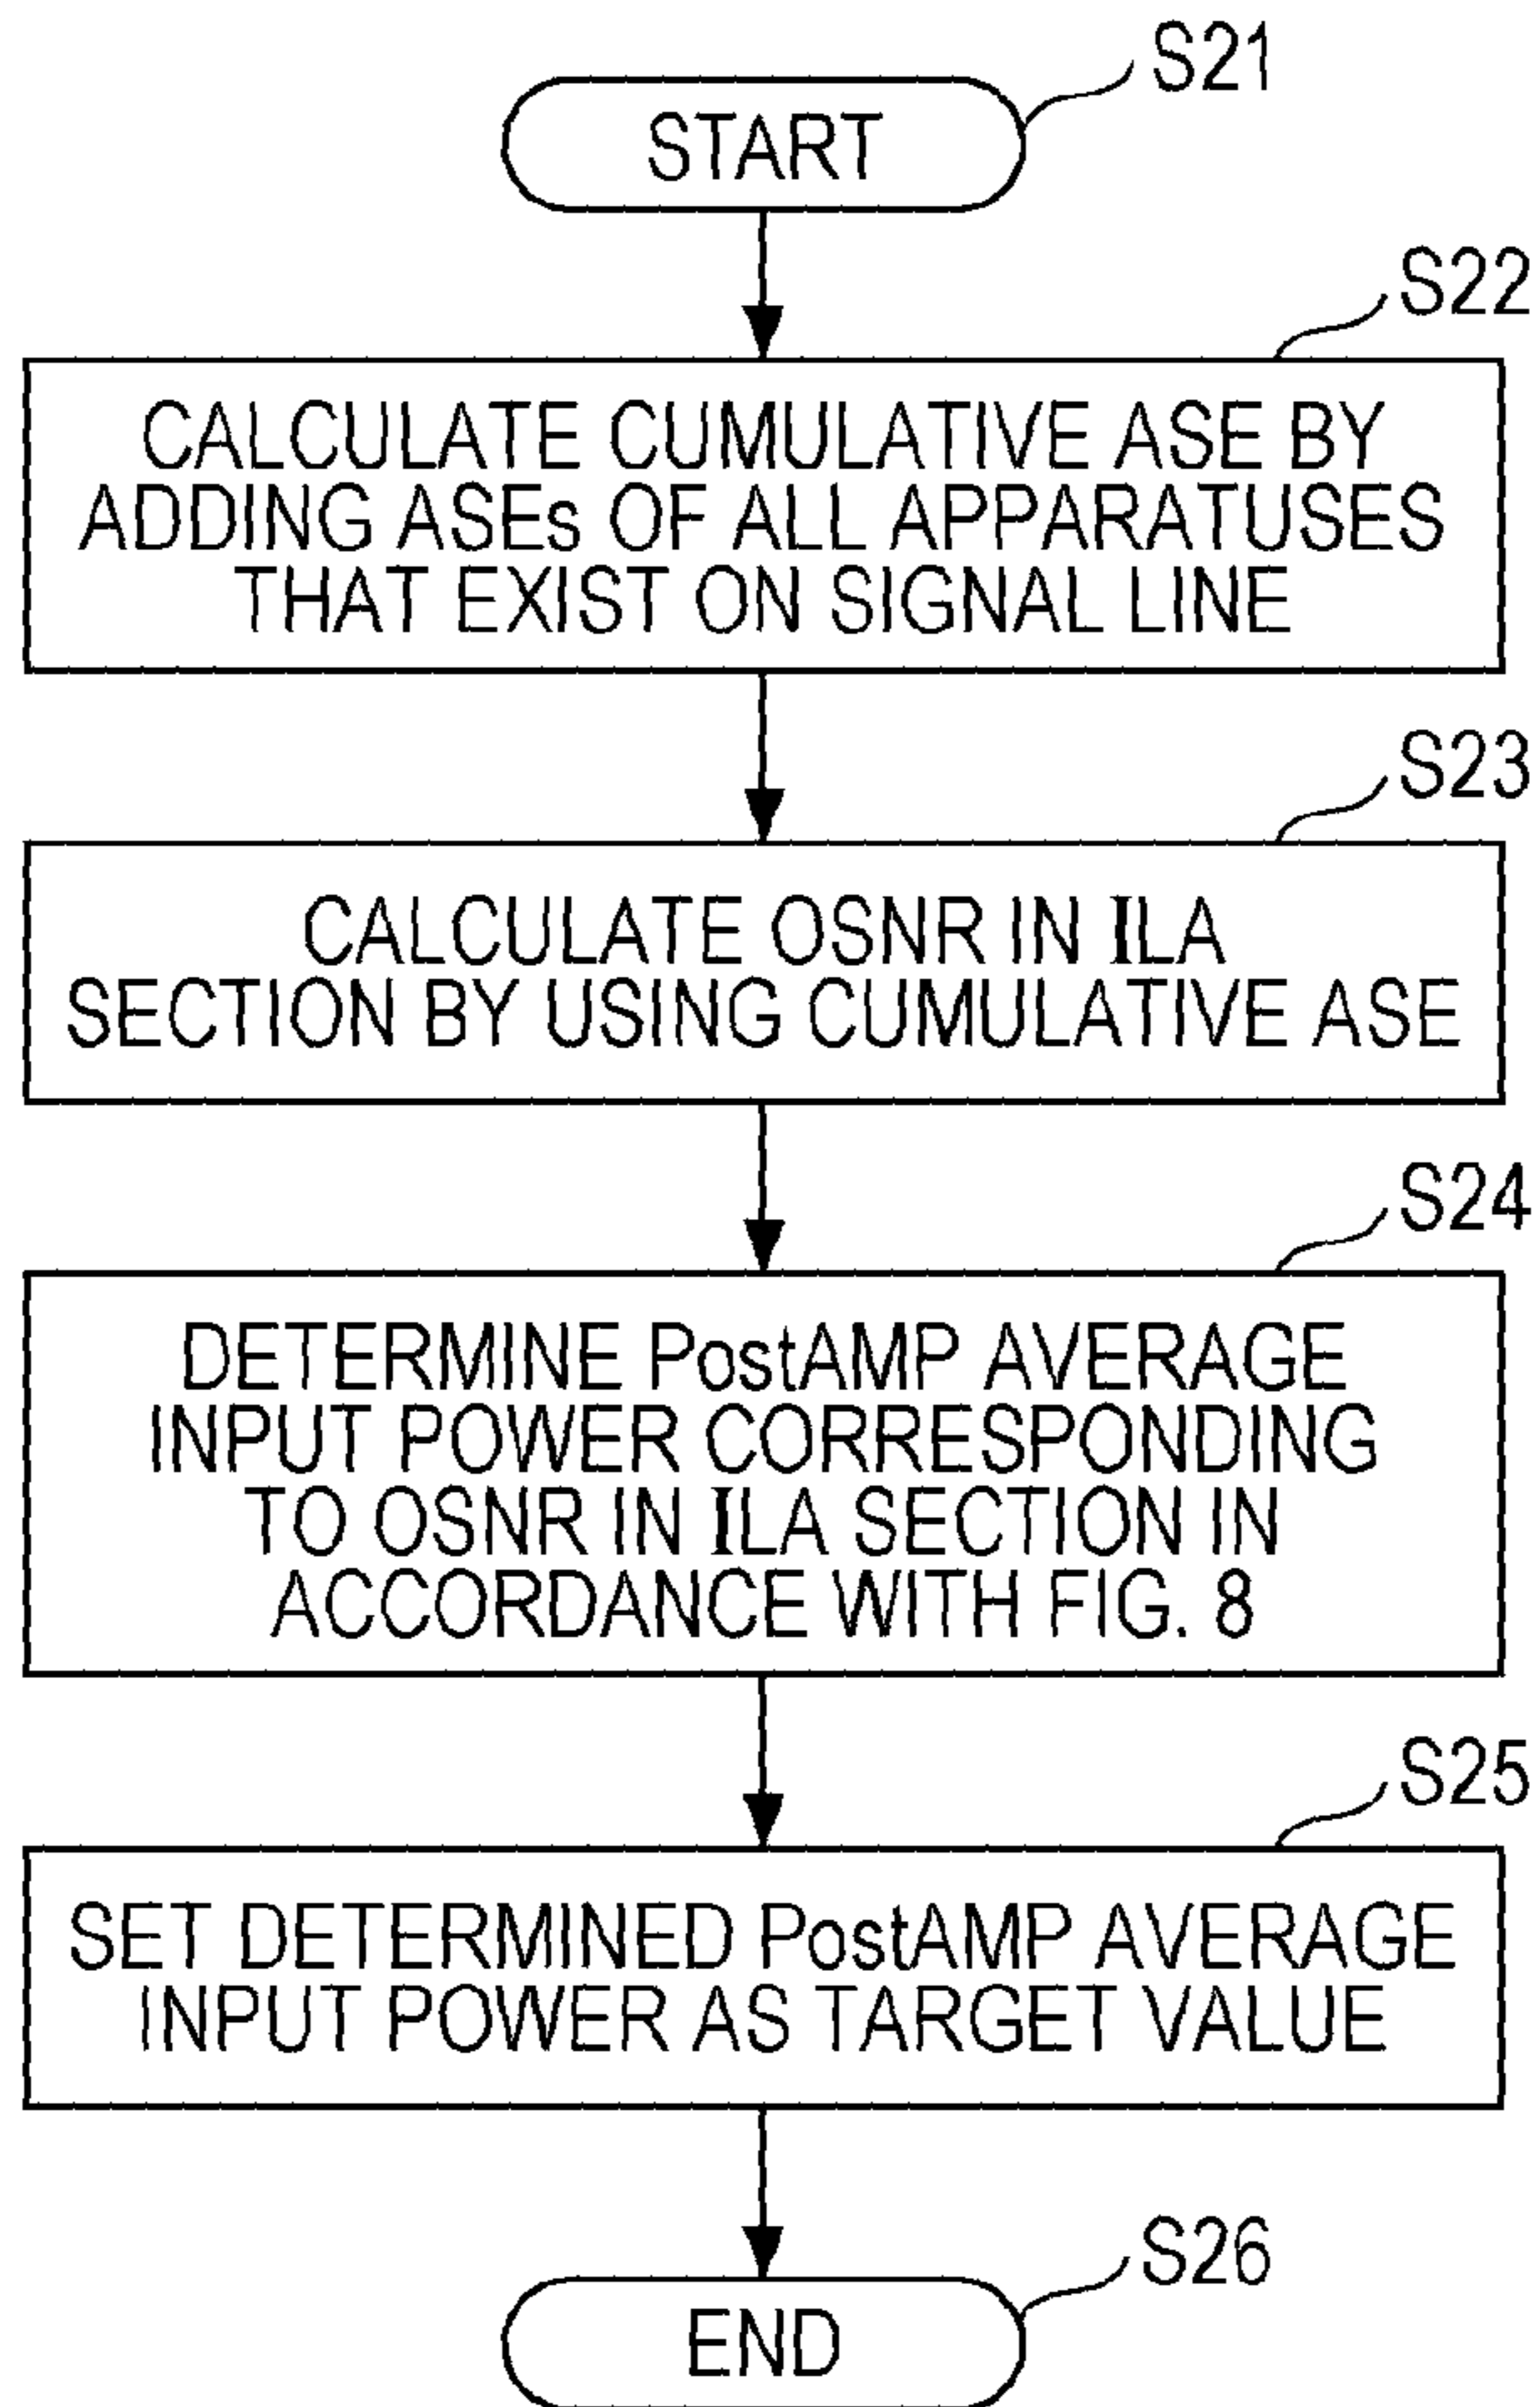 S21
START
S22
CALCULATE CUMULATIVE ASE BY
ADDING ASEs OF ALL APPARATUSES
THAT EXIST ON SIGNAL LINE
S23
CALCULATE OSNR IN ILA
SECTION BY USING CUMULATIVE ASE
S24
DETERMINE PostAMP AVERAGE
INPUT POWER CORRESPONDING
TO OSNR IN ILA SECTION IN
ACCORDANCE WITH FIG. 8
S25
SET DETERMINED PostAMP AVERAGE
INPUT POWER AS TARGET VALUE
S26
END